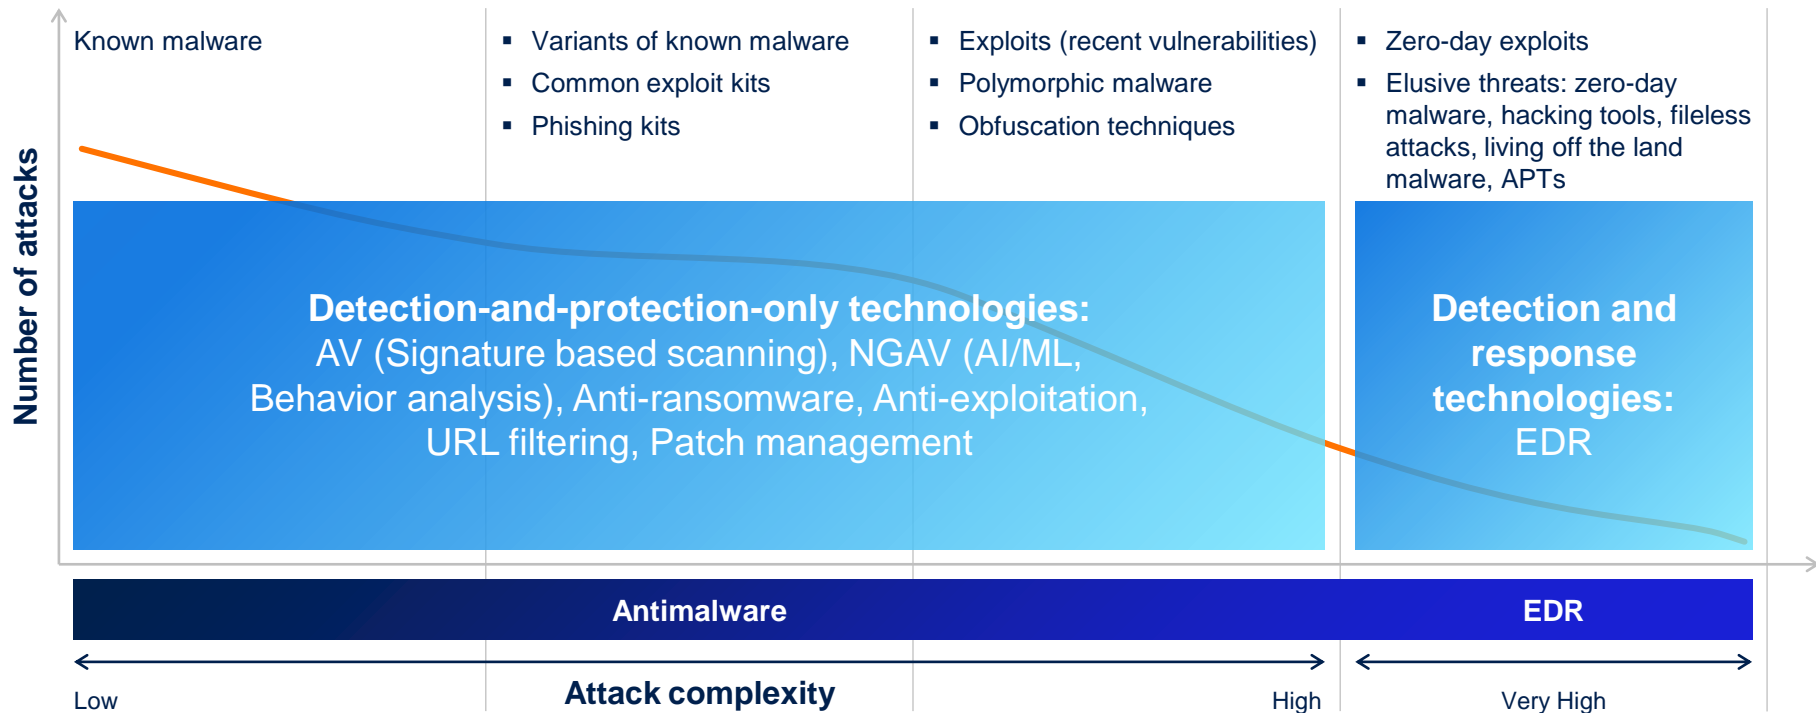 Known malware
▪ Variants of known malware
▪ Common exploit kits
▪ Phishing kits
▪ Exploits (recent vulnerabilities)
▪ Polymorphic malware
▪ Obfuscation techniques
▪ Zero-day exploits
▪ Elusive threats: zero-day
malware, hacking tools, fileless
attacks, living off the land
malware, APTs
Number of attacks
Detection-and-protection-only technologies:
AV (Signature based scanning), NGAV (AI/ML,
Behavior analysis), Anti-ransomware, Anti-exploitation,
URL filtering, Patch management
Detection and
response
technologies:
EDR
Antimalware
EDR
Low
Attack complexity
High
Very High